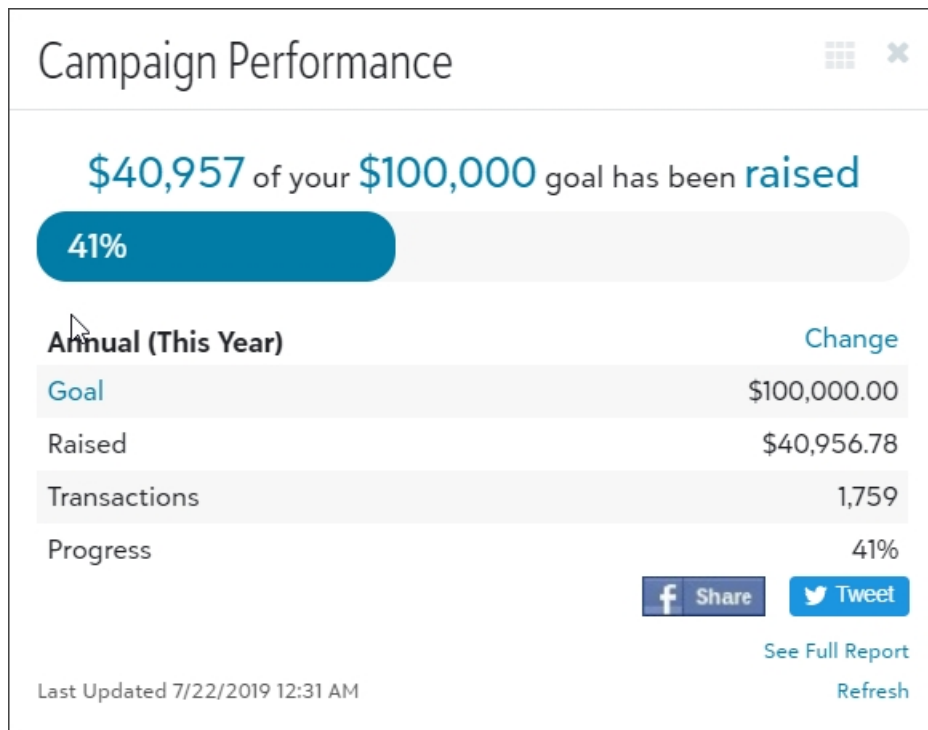 Campaign Performance
$40,957 of your $100,000 goal has been raised
41%
Annual (This Year) Change
Goal $100,000.00
Raised $40,956.78
Transactions 1,759
Progress 41%
f Share Tweet
See Full Report
Last Updated 7/22/2019 12:31 AM Refresh